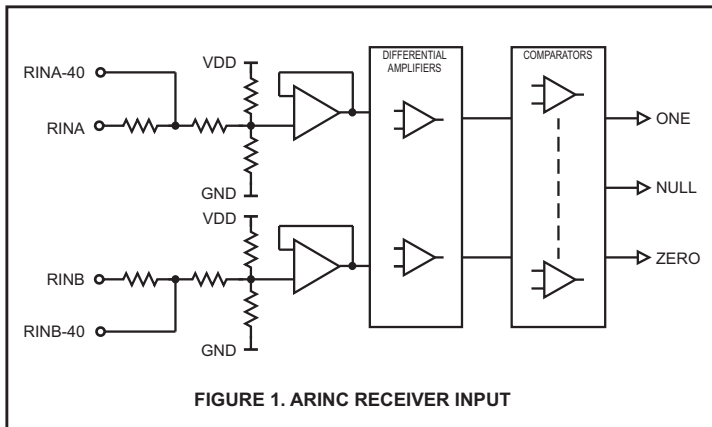 DIFFERENTIAL
AMPLIFIERS
COMPARATORS
VDD
RINA-40
RINA
GND
ONE
NULL
ZERO
VDD
RINB
RINB-40
GND
FIGURE 1. ARINC RECEIVER INPUT